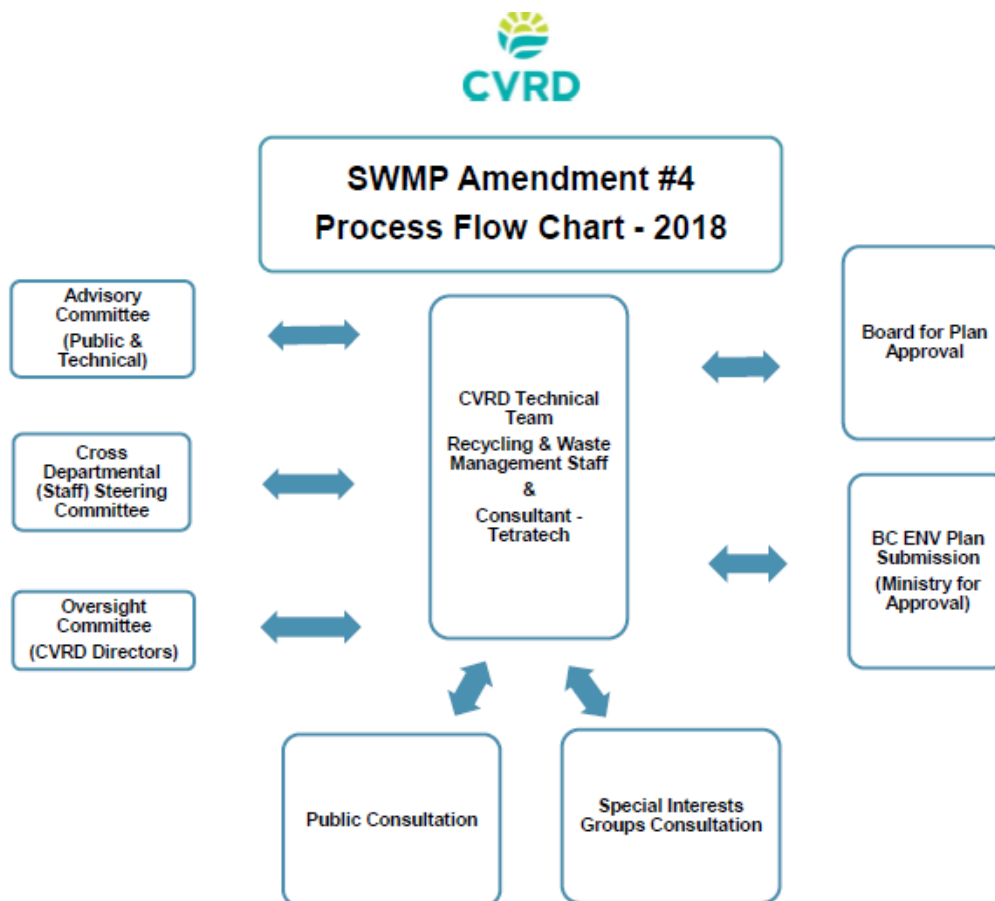 CVRD
SWMP Amendment #4
Process Flow Chart - 2018
Advisory
Committee
(Public &
Technical)
Cross
Departmental
(Staff) Steering
Committee
Oversight
Committee
(CVRD Directors)
CVRD Technical
Team
Recycling & Waste
Management Staff
&
Consultant -
Tetratech
Board for Plan
Approval
BC ENV Plan
Submission
(Ministry for
Approval)
Public Consultation
Special Interests
Groups Consultation